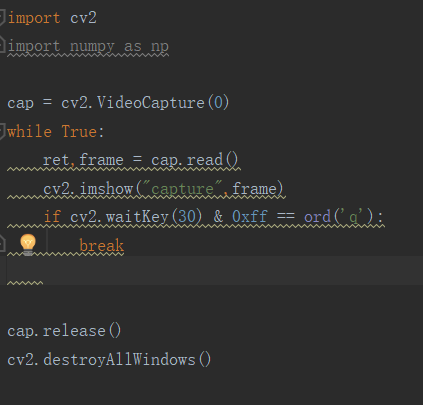 import cv2
import numpy as np

cap = cv2.VideoCapture(0)
while True:
    ret,frame = cap.read()
    cv2.imshow("capture",frame)
    if cv2.waitKey(30) & 0xff == ord('q'):
        break

cap.release()
cv2.destroyAllWindows()